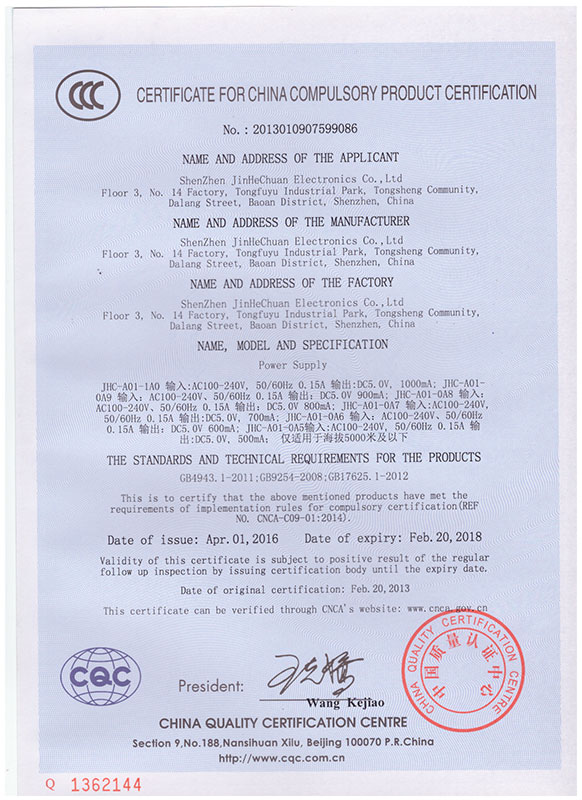 CCC
CERTIFICATE FOR CHINA COMPULSORY PRODUCT CERTIFICATION
No. : 2013010907599086
NAME AND ADDRESS OF THE APPLICANT
ShenZhen JinHeChuan Electronics Co.,Ltd
Floor 3, No. 14 Factory, Tongfuyu Industrial Park, Tongsheng Community,
Dalang Street, Baoan District, Shenzhen, China
NAME AND ADDRESS OF THE MANUFACTURER
ShenZhen JinHeChuan Electronics Co.,Ltd
Floor 3, No. 14 Factory, Tongfuyu Industrial Park, Tongsheng Community,
Dalang Street, Baoan District, Shenzhen, China
NAME AND ADDRESS OF THE FACTORY
ShenZhen JinHeChuan Electronics Co.,Ltd
Floor 3, No. 14 Factory, Tongfuyu Industrial Park, Tongsheng Community,
Dalang Street, Baoan District, Shenzhen, China
NAME, MODEL AND SPECIFICATION
Power Supply
JHC-A01-1A0 输入:AC100-240V, 50/60Hz 0.15A 输出:DC5.0V, 1000mA; JHC-A01-
0A9 输入: AC100-240V、50/60Hz 0.15A 输出: DC5.0V 900mA; JHC-A01-0A8 输入:
AC100-240V、50/60Hz 0.15A 输出: DC5.0V 800mA; JHC-A01-0A7 输入:AC100-240V,
50/60Hz 0.15A 输出:DC5.0V, 700mA; JHC-A01-0A6 输入: AC100-240V、50/60Hz
0.15A 输出: DC5.0V 600mA; JHC-A01-0A5输入:AC100-240V, 50/60Hz 0.15A 输
出:DC5.0V, 500mA; 仅适用于海拔5000米及以下
THE STANDARDS AND TECHNICAL REQUIREMENTS FOR THE PRODUCTS
GB4943.1-2011;GB9254-2008;GB17625.1-2012
This is to certify that the above mentioned products have met the
requirements of implementation rules for compulsory certification(REF
NO. CNCA-C09-01:2014).
Date of issue: Apr.01,2016 Date of expiry: Feb.20,2018
Validity of this certificate is subject to positive result of the regular
follow up inspection by issuing certification body until the expiry date.
Date of original certification: Feb.20,2013
This certificate can be verified through CNCA's website: www.cnca.gov.cn
CHINA QUALITY CERTIFICATION CENTRE
中国质量认证中心
CQC
President:
Wang Kejiao
CHINA QUALITY CERTIFICATION CENTRE
Section 9,No.188,Nansihuan Xilu, Beijing 100070 P.R.China
http://www.cqc.com.cn
Q 1362144